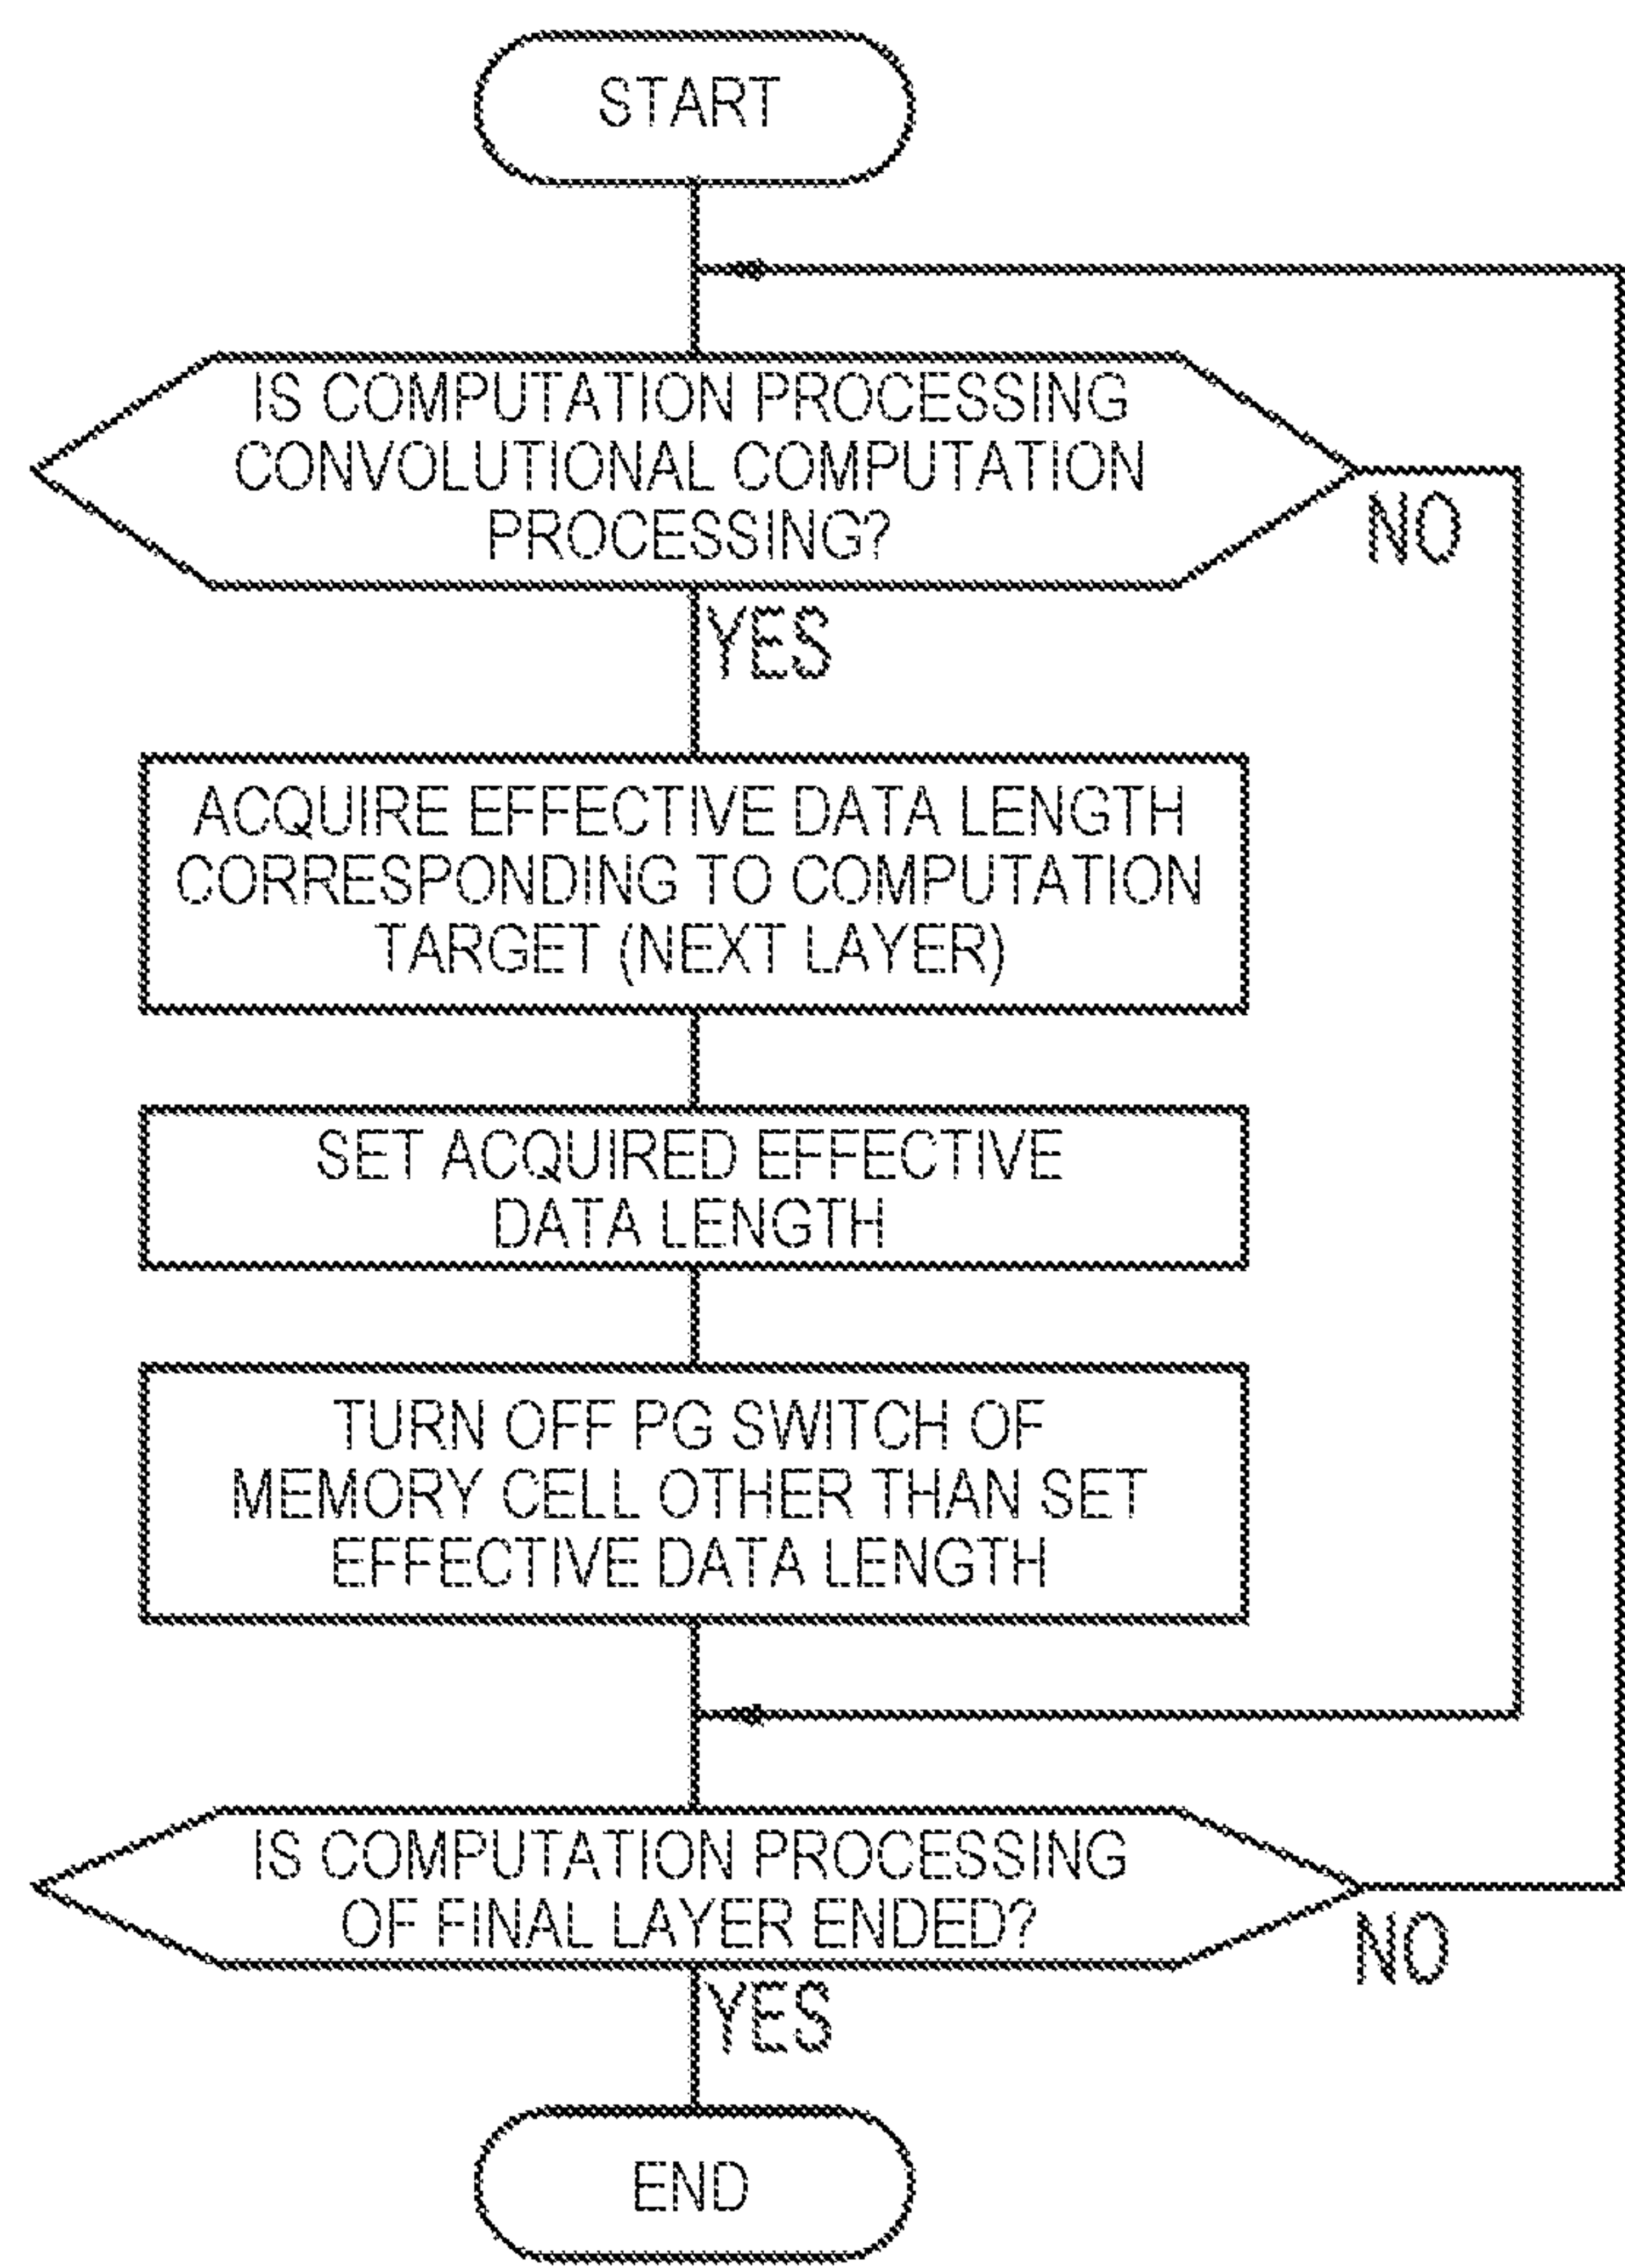 START
IS COMPUTATION PROCESSING
CONVOLUTIONAL COMPUTATION
PROCESSING?
NO
YES
ACQUIRE EFFECTIVE DATA LENGTH
CORRESPONDING TO COMPUTATION
TARGET (NEXT LAYER)
SET ACQUIRED EFFECTIVE
DATA LENGTH
TURN OFF PG SWITCH OF
MEMORY CELL OTHER THAN SET
EFFECTIVE DATA LENGTH
IS COMPUTATION PROCESSING
OF FINAL LAYER ENDED?
NO
YES
END